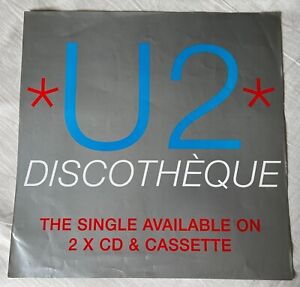 *U2*
DISCOTHÈQUE
THE SINGLE AVAILABLE ON
2 X CD & CASSETTE